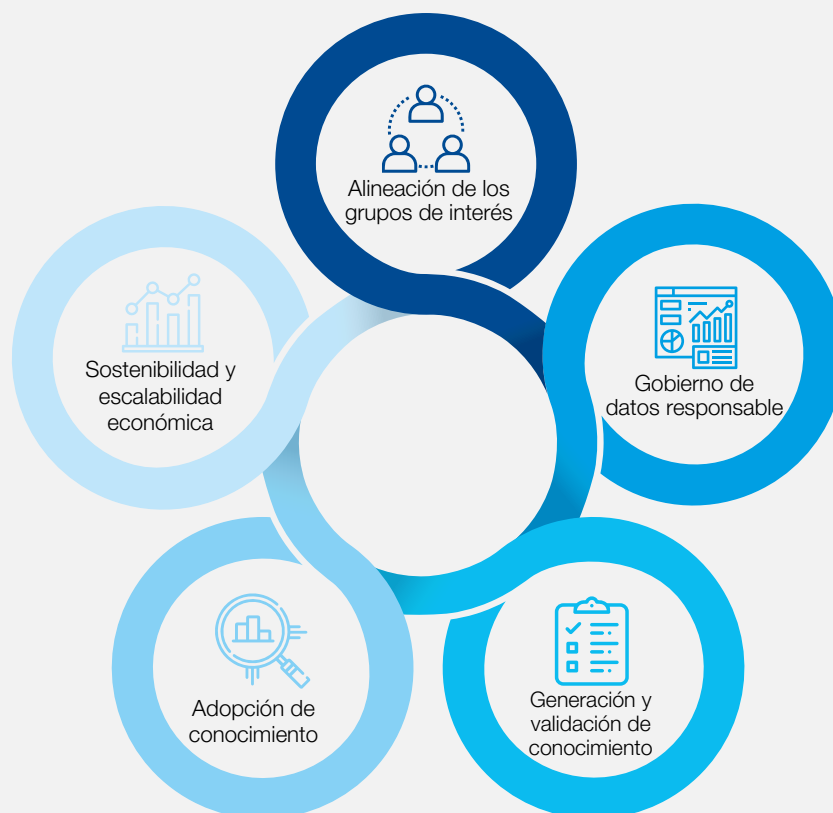 Alineación de los
grupos de interés
Gobierno de
datos responsable
Generación y
validación de
conocimiento
Adopción de
conocimiento
Sostenibilidad y
escalabilidad
económica